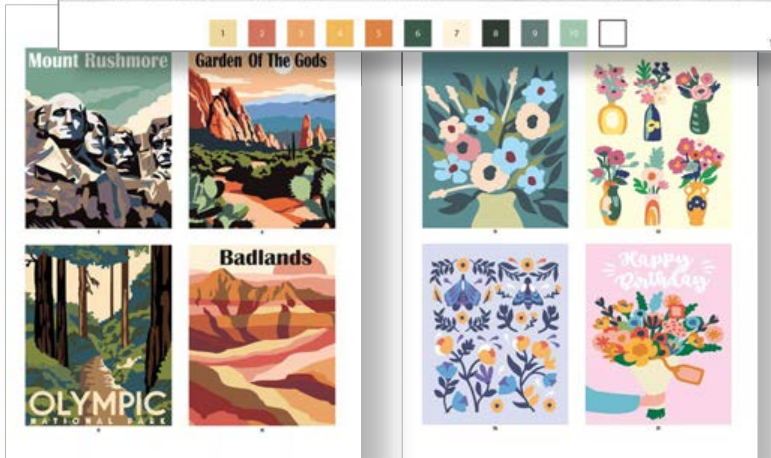 1 2 3 4 5 6 7 8 9 10
Mount Rushmore
Garden Of The Gods
OLYMPIC
NATIONAL PARK
Badlands
Happy
Birthday